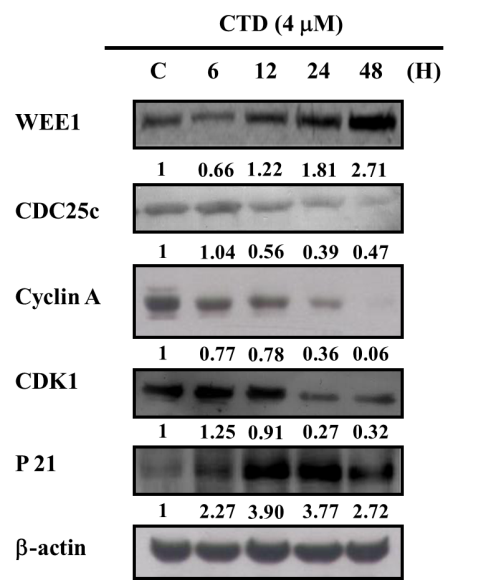 CTD (4 μM)
C 6 12 24 48 (H)
WEE1
1 0.66 1.22 1.81 2.71
CDC25c
1 1.04 0.56 0.39 0.47
Cyclin A
1 0.77 0.78 0.36 0.06
CDK1
1 1.25 0.91 0.27 0.32
P 21
1 2.27 3.90 3.77 2.72
β-actin